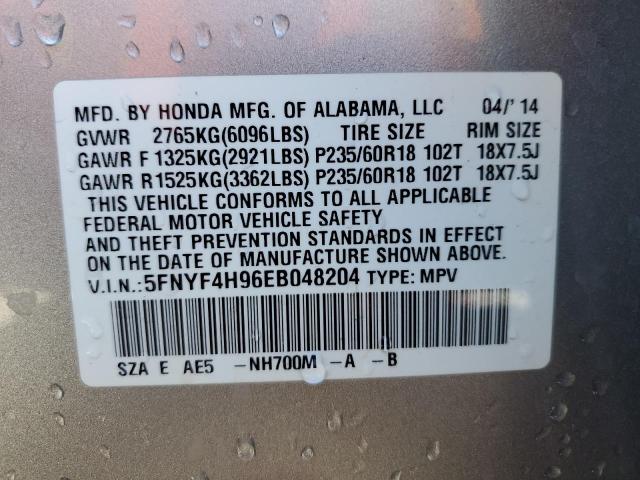 MFD. BY HONDA MFG. OF ALABAMA, LLC 04/'14
GVWR 2765KG(6096LBS) TIRE SIZE RIM SIZE
GAWR F 1325KG(2921LBS) P235/60R18 102T 18X7.5J
GAWR R 1525KG(3362LBS) P235/60R18 102T 18X7.5J
THIS VEHICLE CONFORMS TO ALL APPLICABLE
FEDERAL MOTOR VEHICLE SAFETY
AND THEFT PREVENTION STANDARDS IN EFFECT
ON THE DATE OF MANUFACTURE SHOWN ABOVE.
V.I.N.:5FNYF4H96EB048204 TYPE: MPV
SZA E AE5 -NH700M -A -B